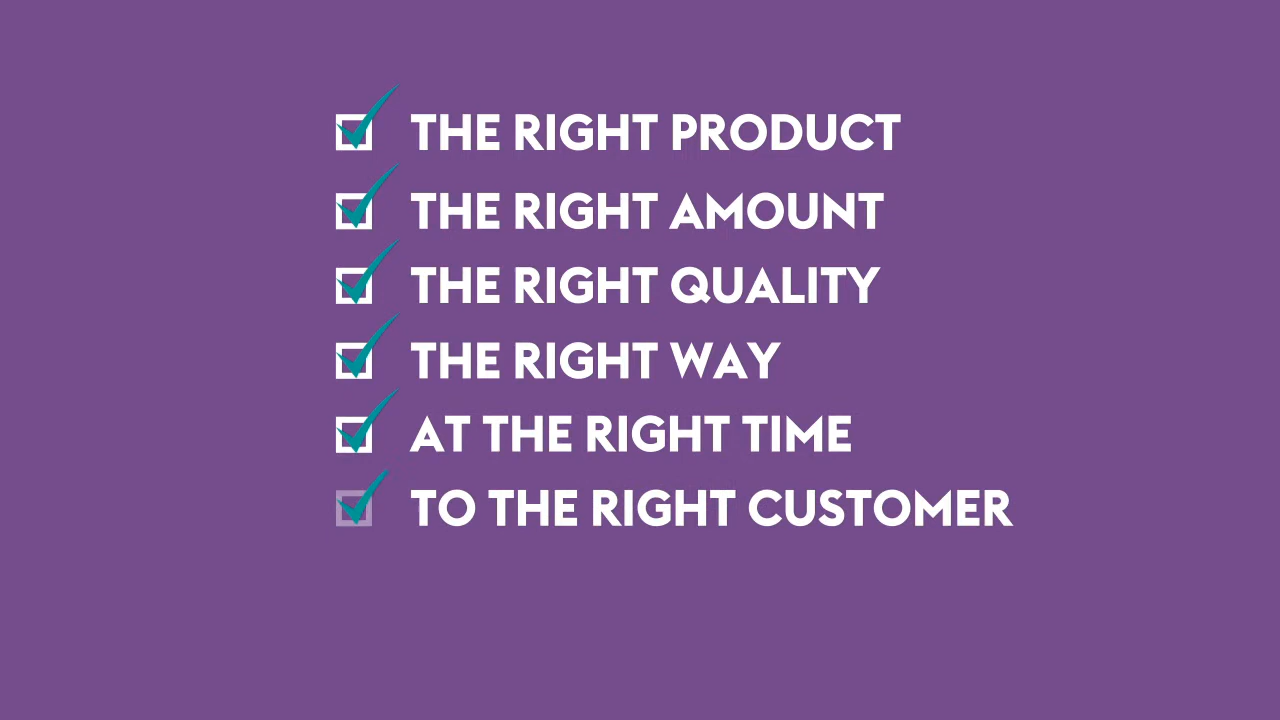 THE RIGHT PRODUCT
THE RIGHT AMOUNT
THE RIGHT QUALITY
THE RIGHT WAY
AT THE RIGHT TIME
TO THE RIGHT CUSTOMER